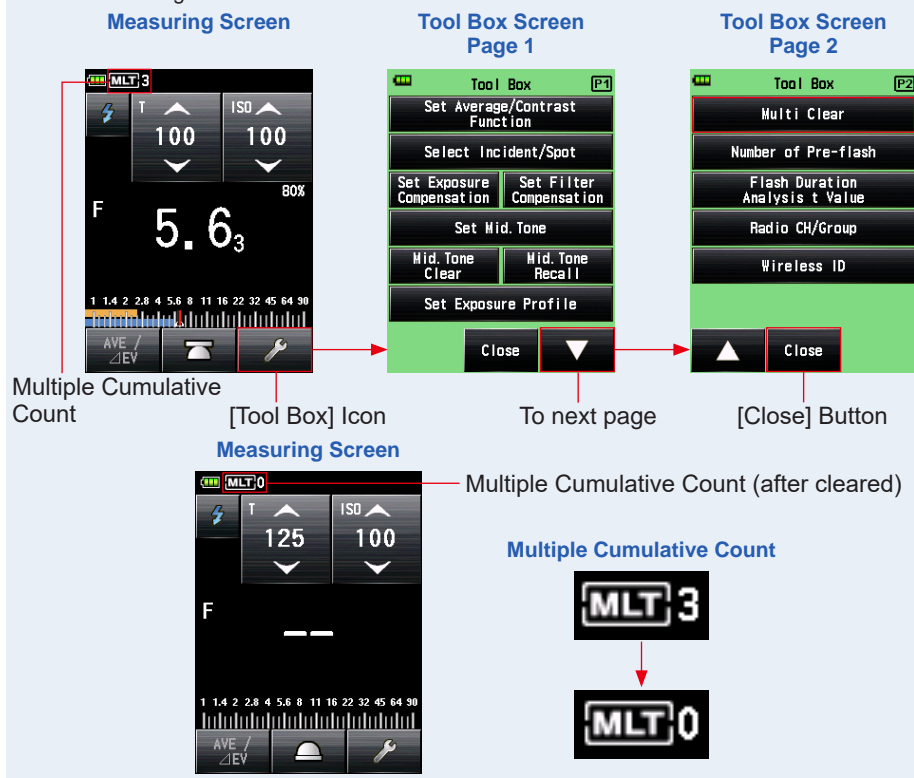 Measuring Screen
Tool Box Screen
Page 1
Tool Box Screen
Page 2
MLT 3
T
100
ISO
100
80%
F
5.6 3
1 1.4 2 2.8 4 5.6 8 11 16 22 32 45 64 90
AVE /
⊿EV
Tool Box P1
Set Average/Contrast
Function
Select Incident/Spot
Set Exposure
Compensation
Set Filter
Compensation
Set Mid.Tone
Mid.Tone
Clear
Mid.Tone
Recall
Set Exposure Profile
Close
Tool Box P2
Multi Clear
Number of Pre-flash
Flash Duration
Analysis t Value
Radio CH/Group
Wireless ID
Close
Multiple Cumulative
Count
[Tool Box] Icon
To next page
[Close] Button
Measuring Screen
MLT 0
Multiple Cumulative Count (after cleared)
T
125
ISO
100
F
--
1 1.4 2 2.8 4 5.6 8 11 16 22 32 45 64 90
AVE /
⊿EV
Multiple Cumulative Count
MLT 3
MLT 0